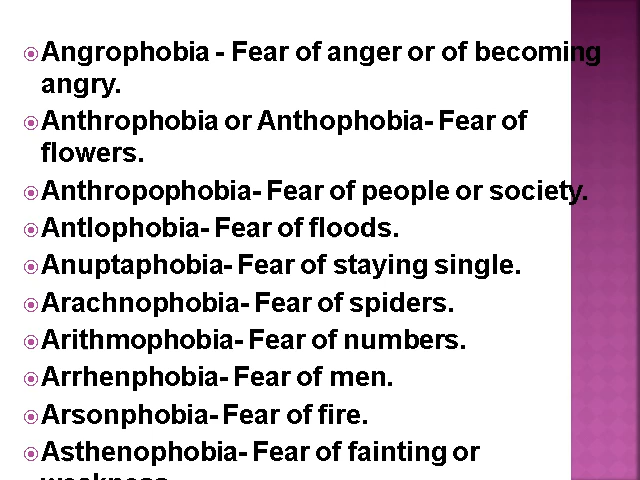 Angrophobia - Fear of anger or of becoming
angry.
Anthrophobia or Anthophobia- Fear of
flowers.
Anthropophobia- Fear of people or society.
Antlophobia- Fear of floods.
Anuptaphobia- Fear of staying single.
Arachnophobia- Fear of spiders.
Arithmophobia- Fear of numbers.
Arrhenphobia- Fear of men.
Arsonphobia- Fear of fire.
Asthenophobia- Fear of fainting or